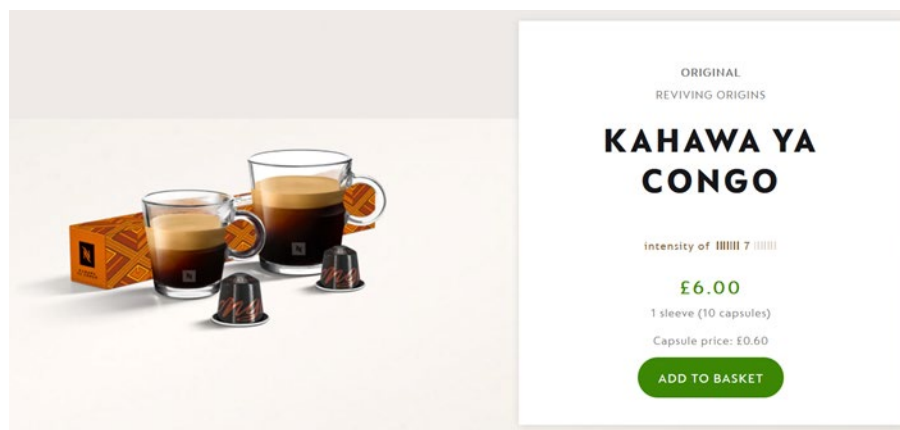 ORIGINAL
REVIVING ORIGINS
KAHAWA YA
CONGO
intensity of 7
£6.00
1 sleeve (10 capsules)
Capsule price: £0.60
ADD TO BASKET